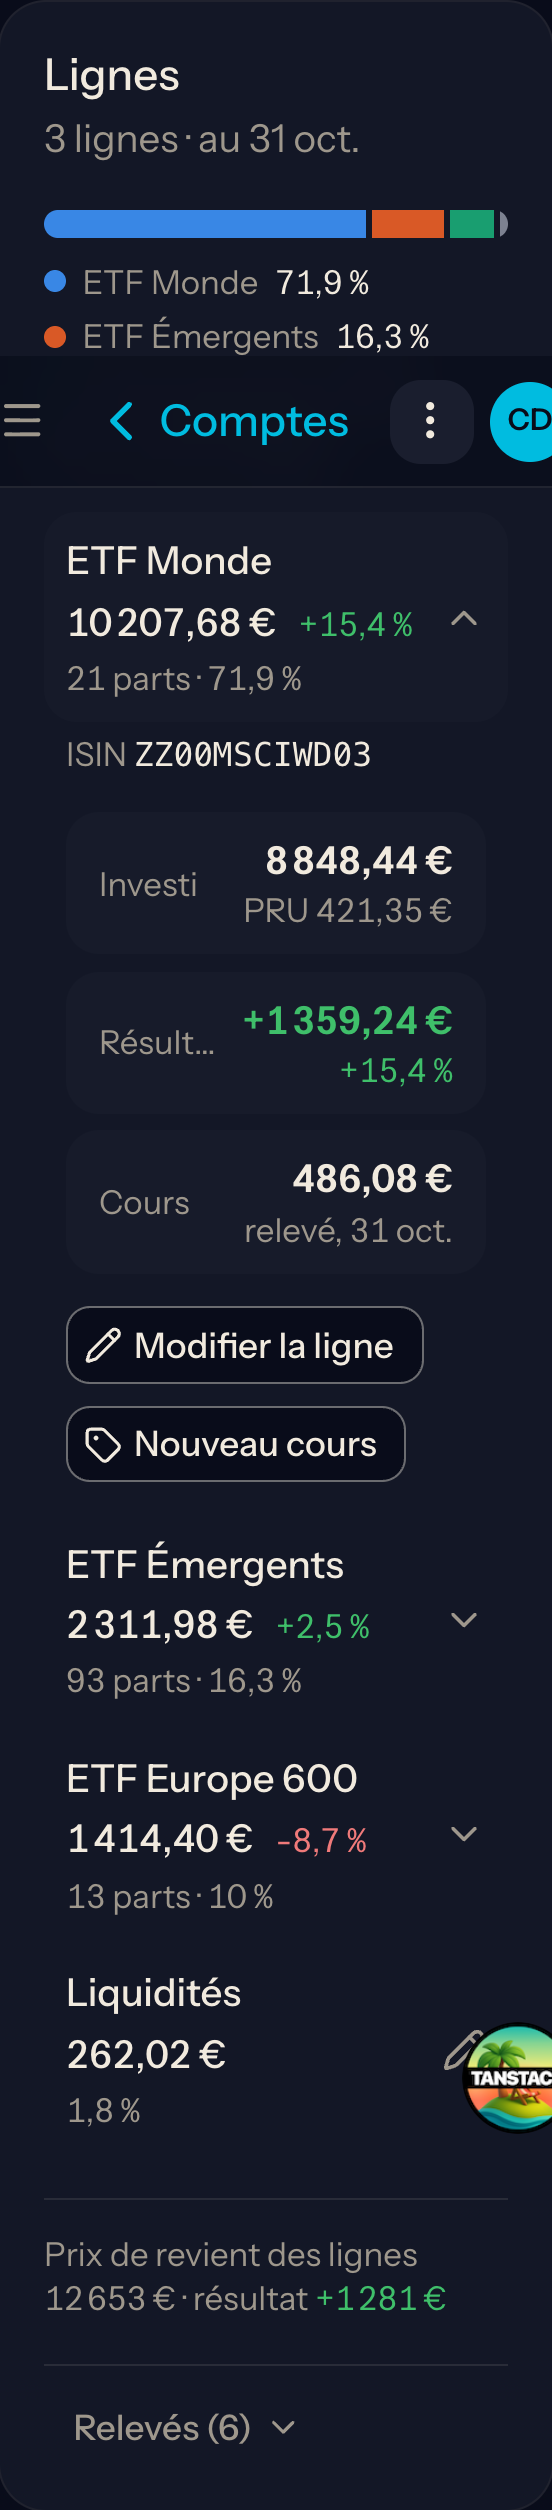 Lignes
3 lignes · au 31 oct.
ETF Monde 71,9 %
ETF Émergents 16,3 %
Comptes
CD
ETF Monde
10 207,68 € +15,4 %
21 parts · 71,9 %
ISIN ZZ00MSCIWD03
Investi
8 848,44 €
PRU 421,35 €
Résult...
+1 359,24 €
+15,4 %
Cours
486,08 €
relevé, 31 oct.
Modifier la ligne
Nouveau cours
ETF Émergents
2 311,98 € +2,5 %
93 parts · 16,3 %
ETF Europe 600
1 414,40 € -8,7 %
13 parts · 10 %
Liquidités
262,02 €
TANSTAC
1,8 %
Prix de revient des lignes
12 653 € · résultat +1 281 €
Relevés (6)